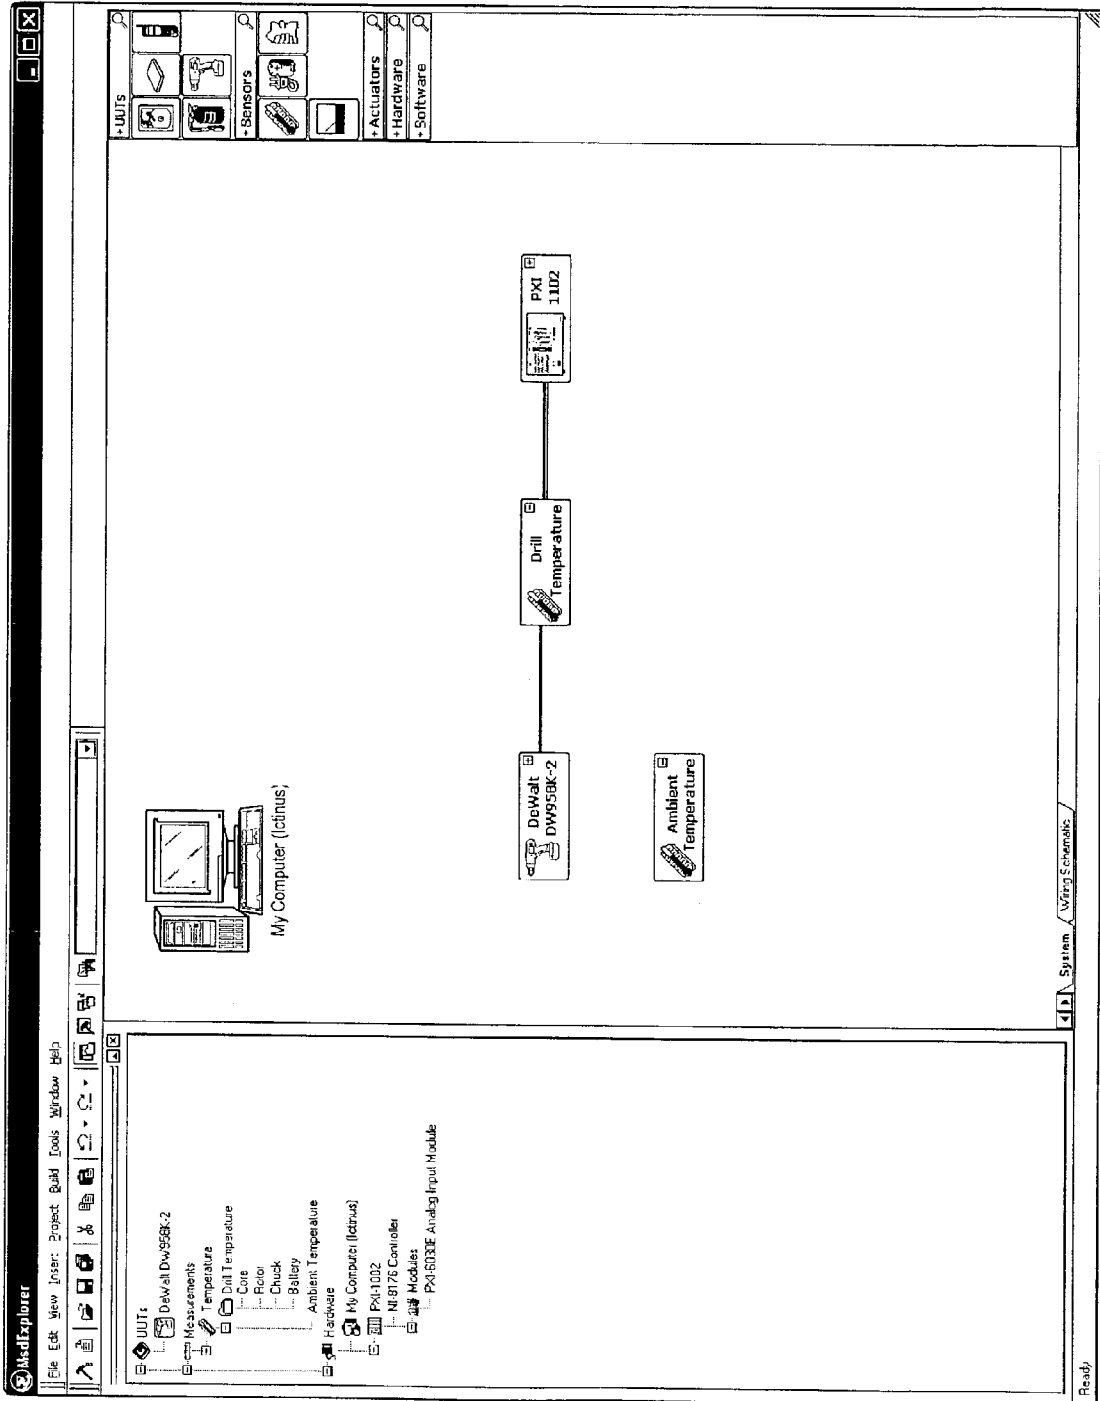 MsdExplorer
File Edit View Insert Project Build Tools Window Help
UUTs
DeWalt DW958K-2
Measurements
Temperature
Drill Temperature
Core
Rotor
Chuck
Battery
Ambient Temperature
Hardware
My Computer (Ictinus)
PXI-1002
NI-8176 Controller
Modules
PXI-6030E Analog Input Module
My Computer (Ictinus)
DeWalt
DW958K-2
Drill
Temperature
PXI
1102
Ambient
Temperature
System
Wiring Schematic
+ UUTs
- Sensors
+ Actuators
+ Hardware
+ Software
Ready